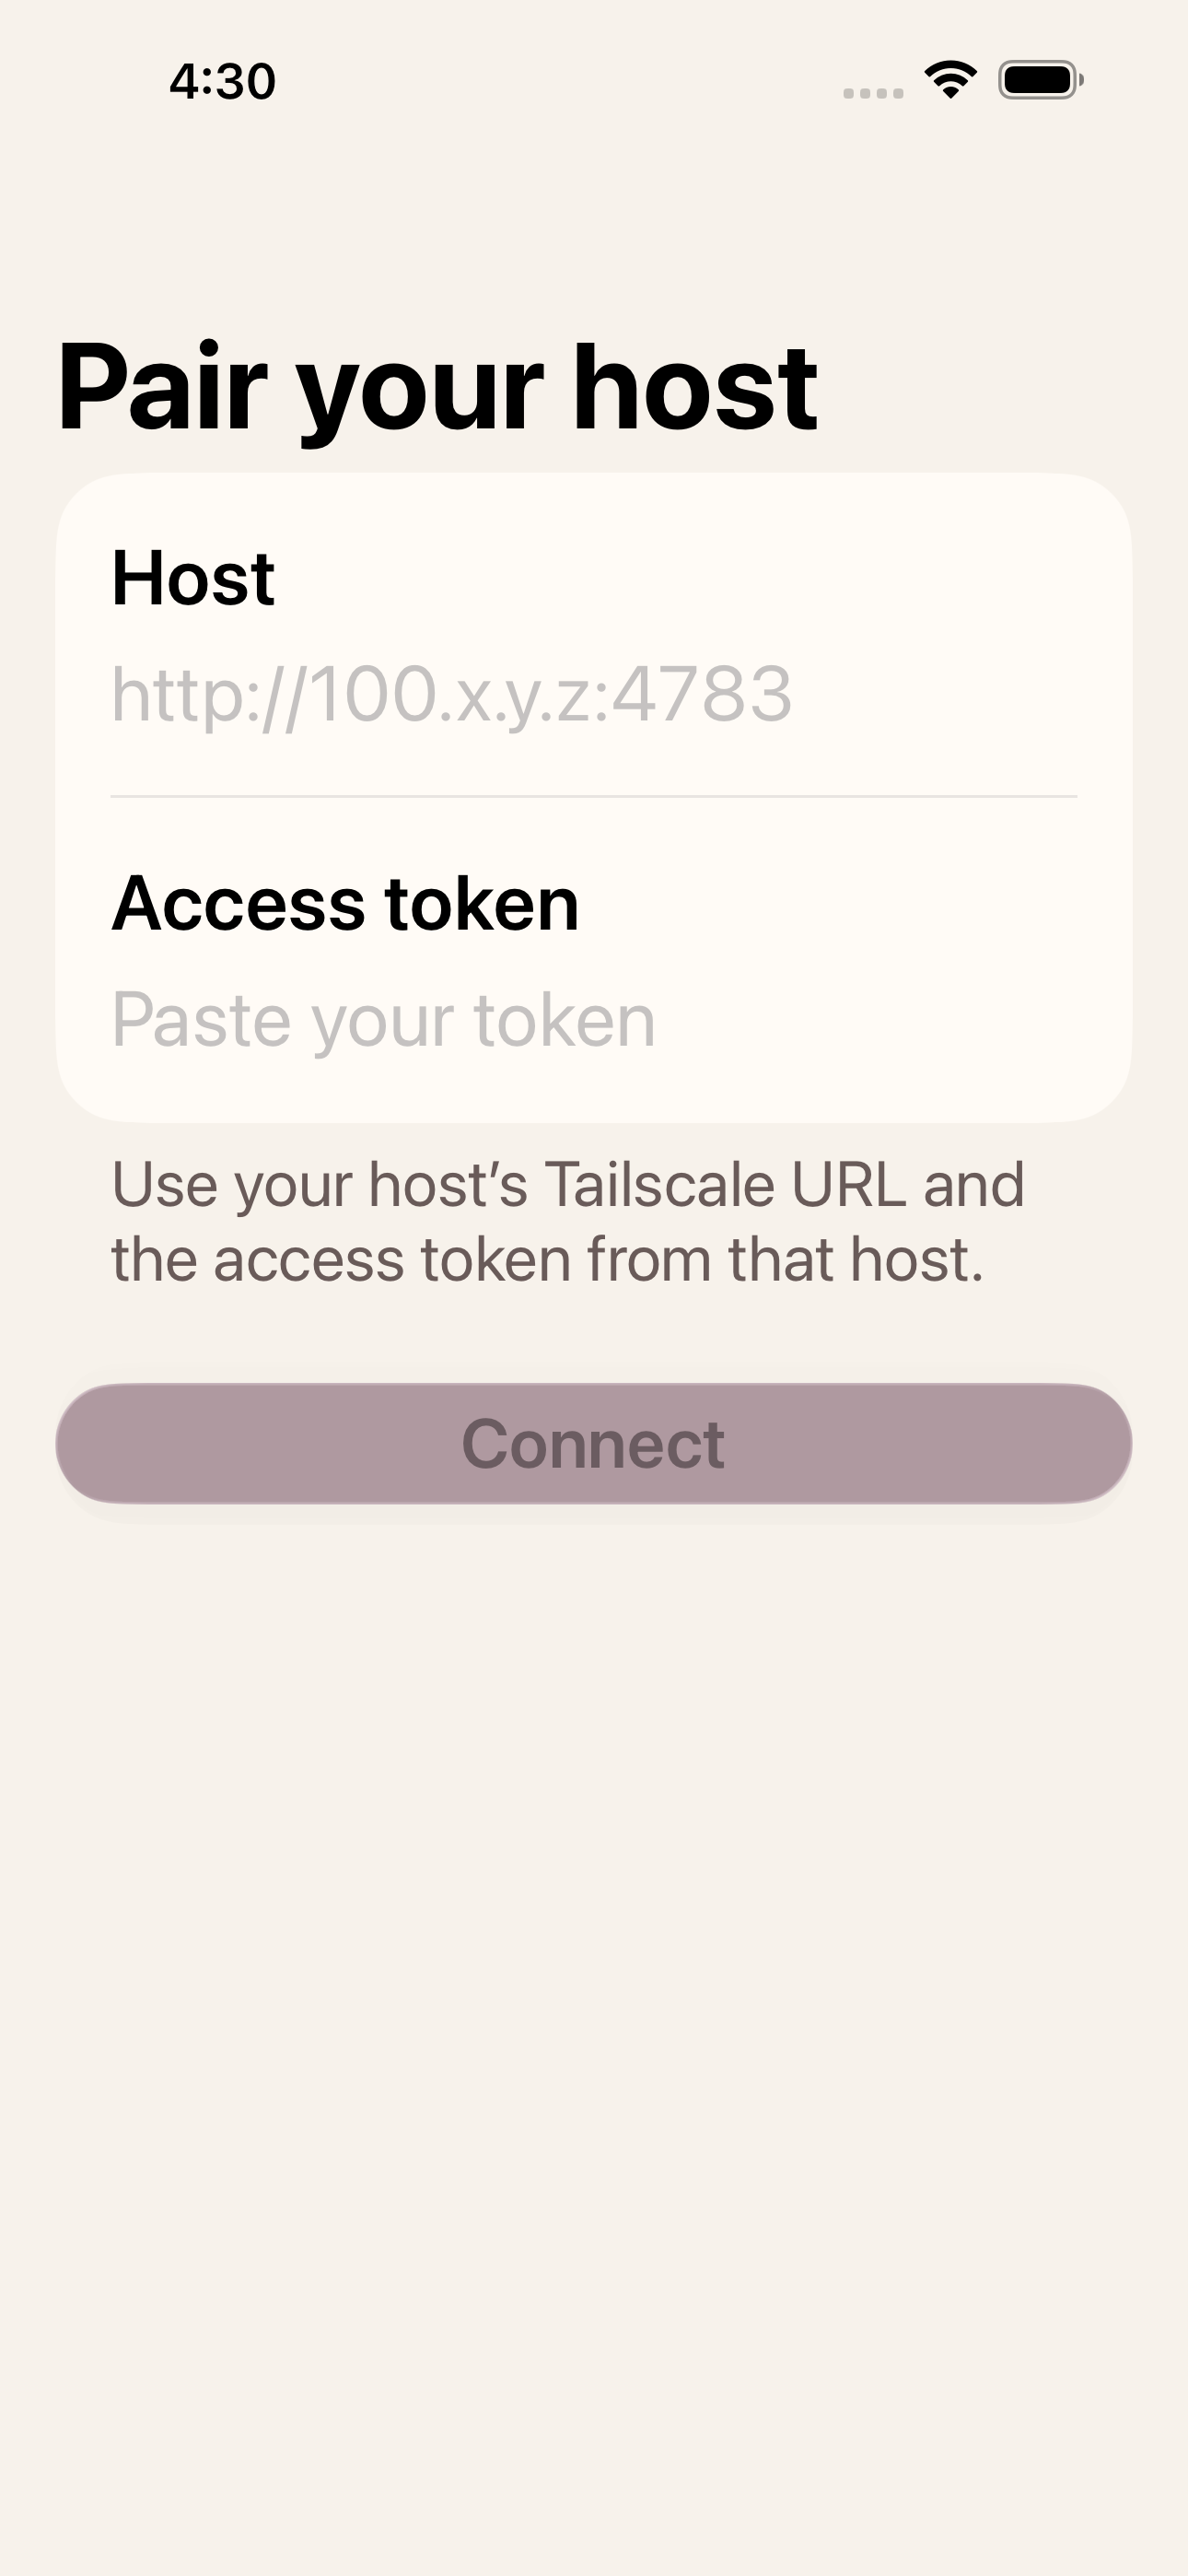 4:30
Pair your host
Host
http://100.x.y.z:4783
Access token
Paste your token
Use your host’s Tailscale URL and
the access token from that host.
Connect